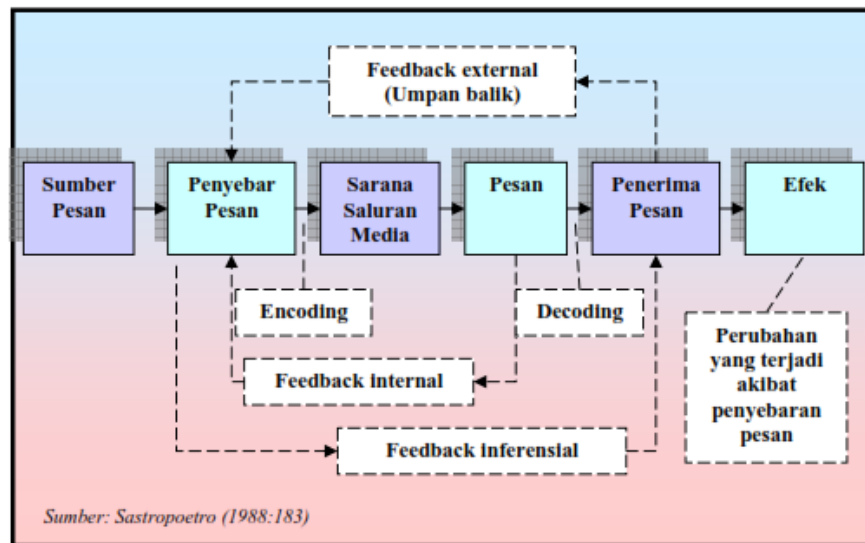 Feedback external
(Umpan balik)
Sumber
Pesan
Penyebar
Pesan
Sarana
Saluran
Media
Pesan
Penerima
Pesan
Efek
Encoding
Decoding
Feedback internal
Feedback inferensial
Perubahan
yang terjadi
akibat
penyebaran
pesan
Sumber: Sastropoetro (1988:183)